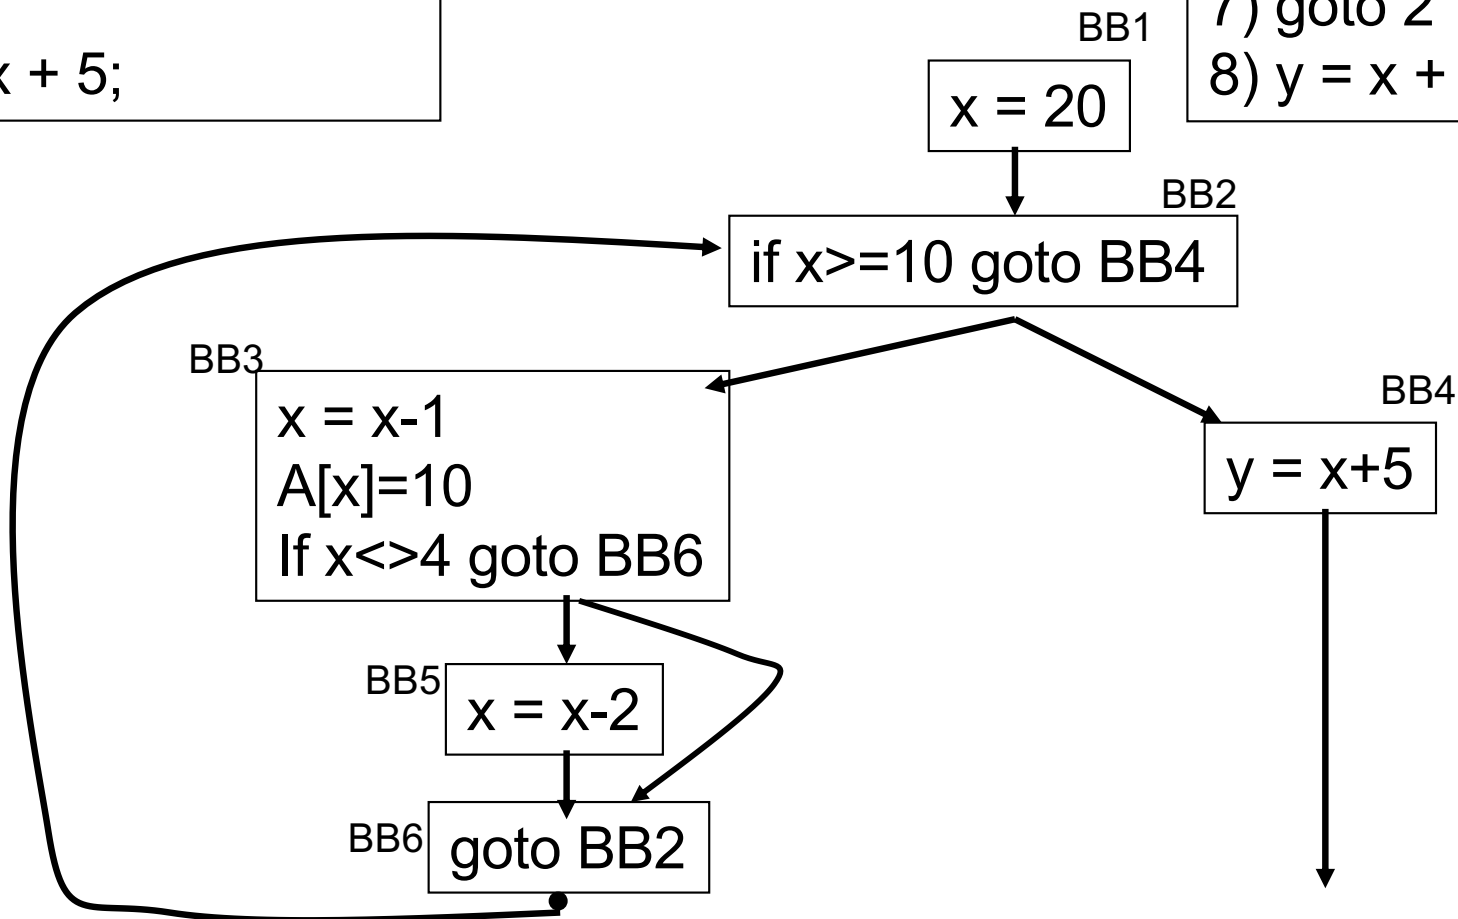 x + 5;
7) goto 2
8) y = x +
BB1
x = 20
BB2
if x>=10 goto BB4
BB3
x = x-1
A[x]=10
If x<>4 goto BB6
BB4
y = x+5
BB5
x = x-2
BB6
goto BB2